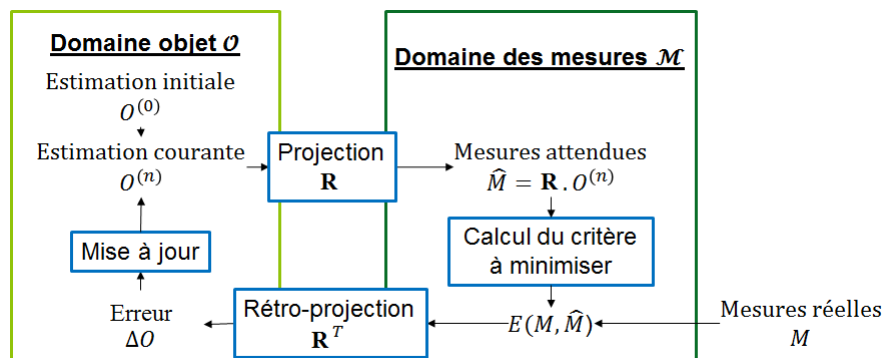 Domaine objet 𝒪
Domaine des mesures ℳ
Estimation initiale
O^(0)
Estimation courante
O^(n)
Projection
R
Mesures attendues
M̂ = R . O^(n)
Mise à jour
Calcul du critère
à minimiser
Erreur
ΔO
Rétro-projection
R^T
E(M, M̂)
Mesures réelles
M